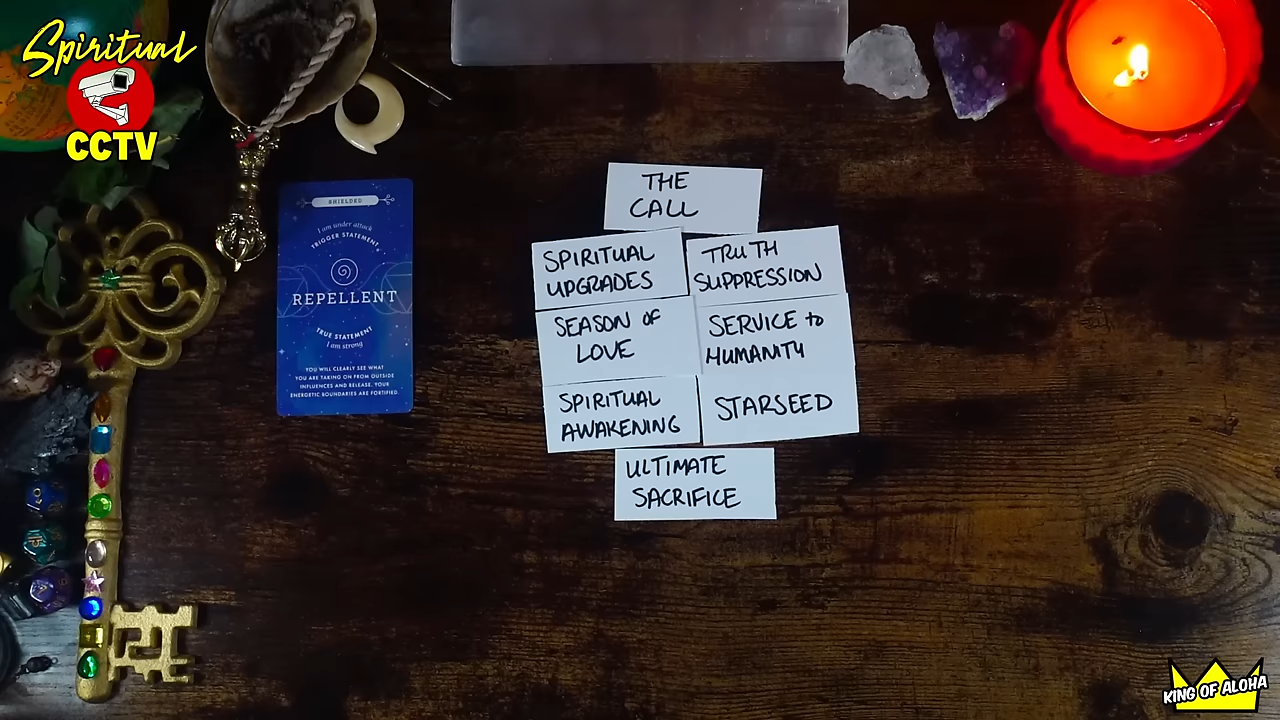 Spiritual
CCTV
SHIELDED
I am under attack
TRIGGER STATEMENT
REPELLENT
TRUE STATEMENT
I am strong
YOU WILL CLEARLY SEE WHAT
YOU ARE TAKING ON FROM OUTSIDE
INFLUENCES AND RELEASE. YOUR
ENERGETIC BOUNDARIES ARE FORTIFIED.
THE
CALL
SPIRITUAL
UPGRADES
TRUTH
SUPPRESSION
SEASON OF
LOVE
SERVICE to
HUMANITY
SPIRITUAL
AWAKENING
STARSEED
ULTIMATE
SACRIFICE
KING OF ALOHA